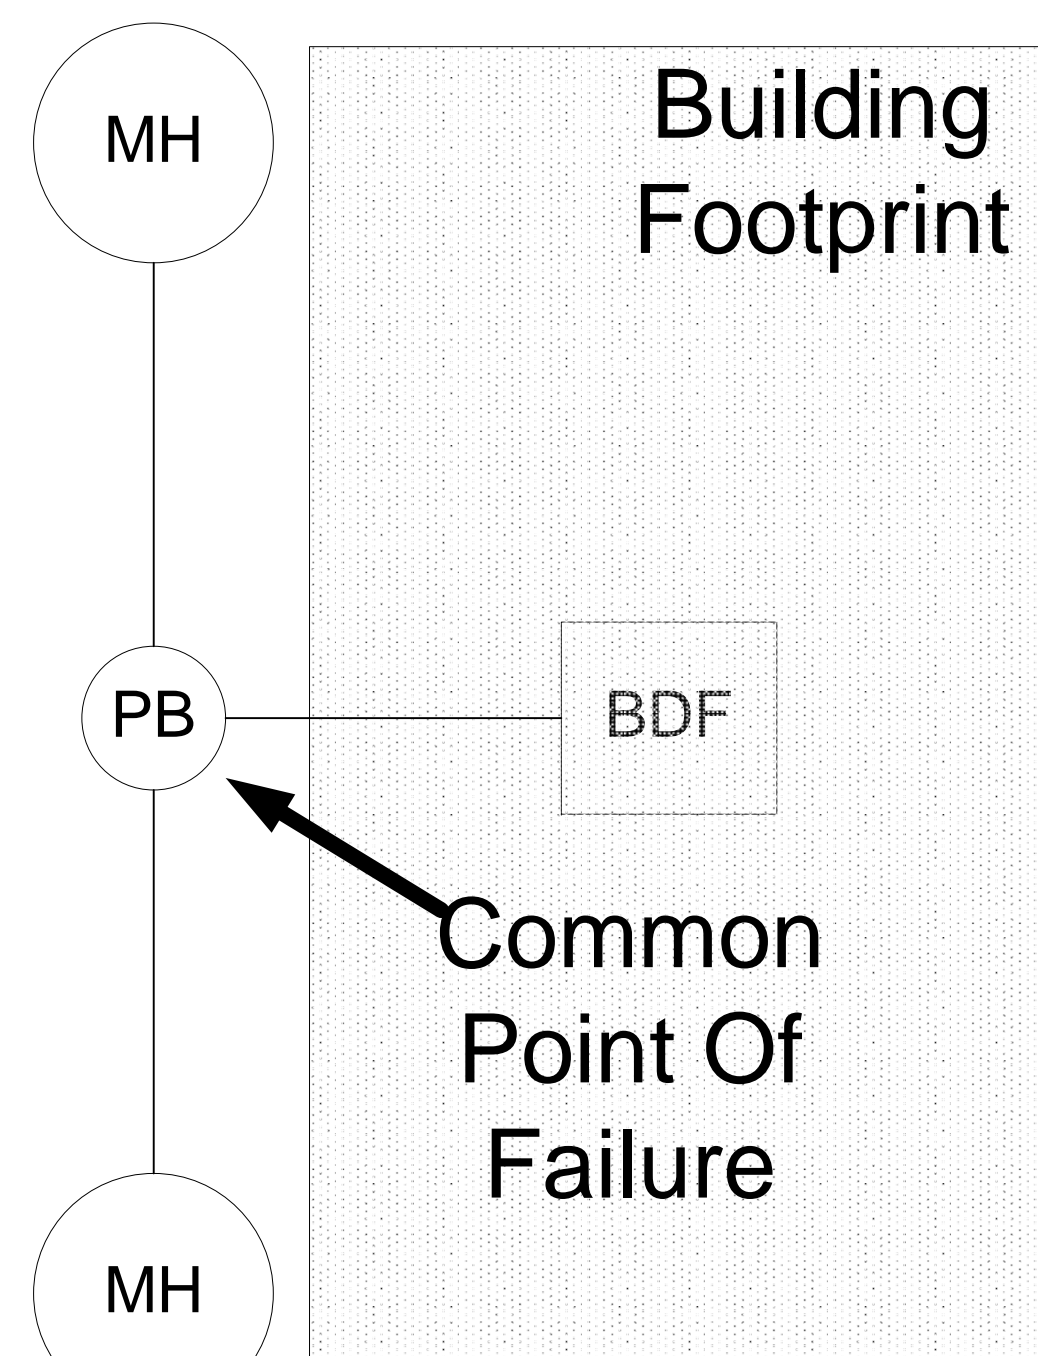 MH
Building
Footprint
PB
BDF
Common
Point Of
Failure
MH